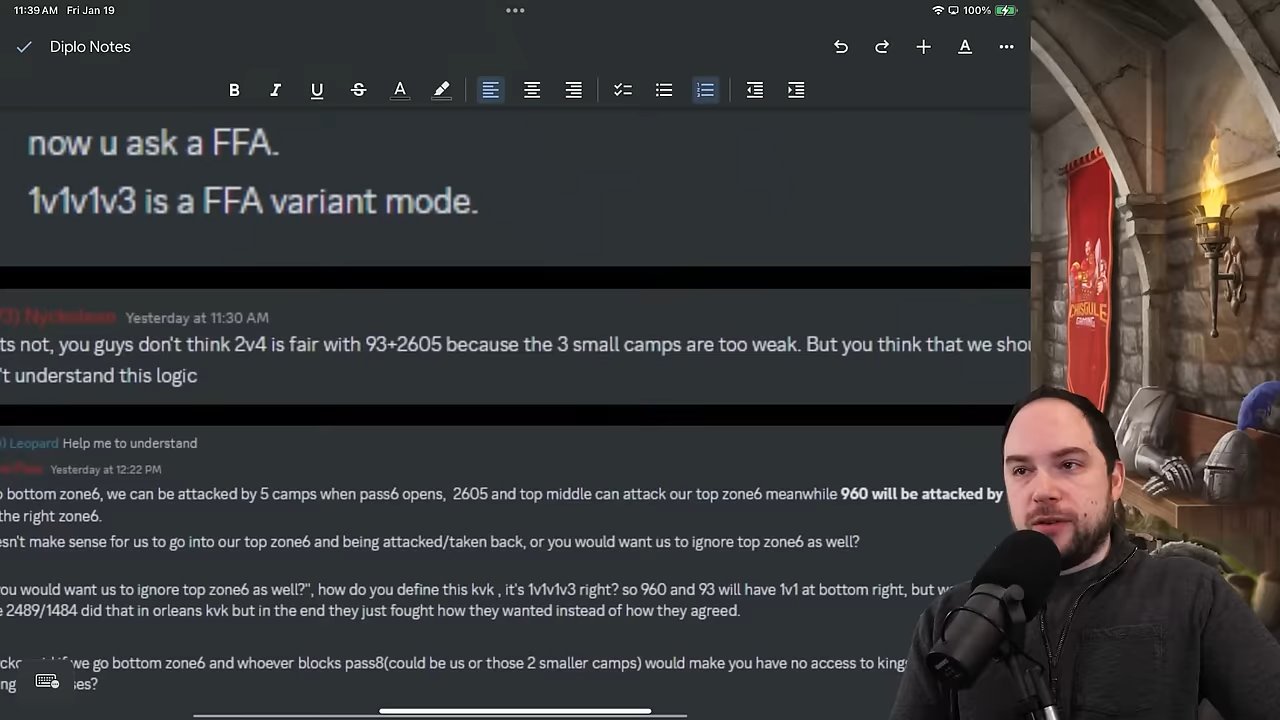 11:39 AM Fri Jan 19
100%
Diplo Notes
B I U S A
now u ask a FFA.
1v1v1v3 is a FFA variant mode.
Yesterday at 11:30 AM
ts not, you guys don't think 2v4 is fair with 93+2605 because the 3 small camps are too weak. But you think that we shou
't understand this logic
) Leopard Help me to understand
Yesterday at 12:22 PM
o bottom zone6, we can be attacked by 5 camps when pass6 opens, 2605 and top middle can attack our top zone6 meanwhile 960 will be attacked by
the right zone6.
esn't make sense for us to go into our top zone6 and being attacked/taken back, or you would want us to ignore top zone6 as well?
ou would want us to ignore top zone6 as well?", how do you define this kvk , it's 1v1v1v3 right? so 960 and 93 will have 1v1 at bottom right, but w
e 2489/1484 did that in orleans kvk but in the end they just fought how they wanted instead of how they agreed.
we go bottom zone6 and whoever blocks pass8(could be us or those 2 smaller camps) would make you have no access to kings
ng ses?
CHISGULE
GAMING